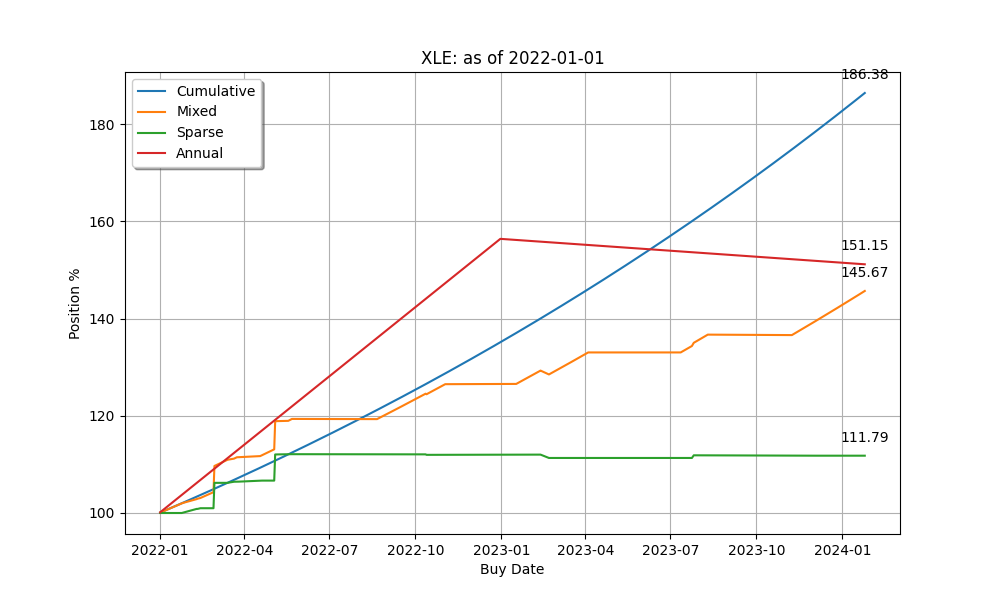 XLE: as of 2022-01-01
186.38
Cumulative
Mixed
Sparse
Annual
151.15
145.67
111.79
180
160
140
120
100
Position %
2022-01 2022-04 2022-07 2022-10 2023-01 2023-04 2023-07 2023-10 2024-01
Buy Date